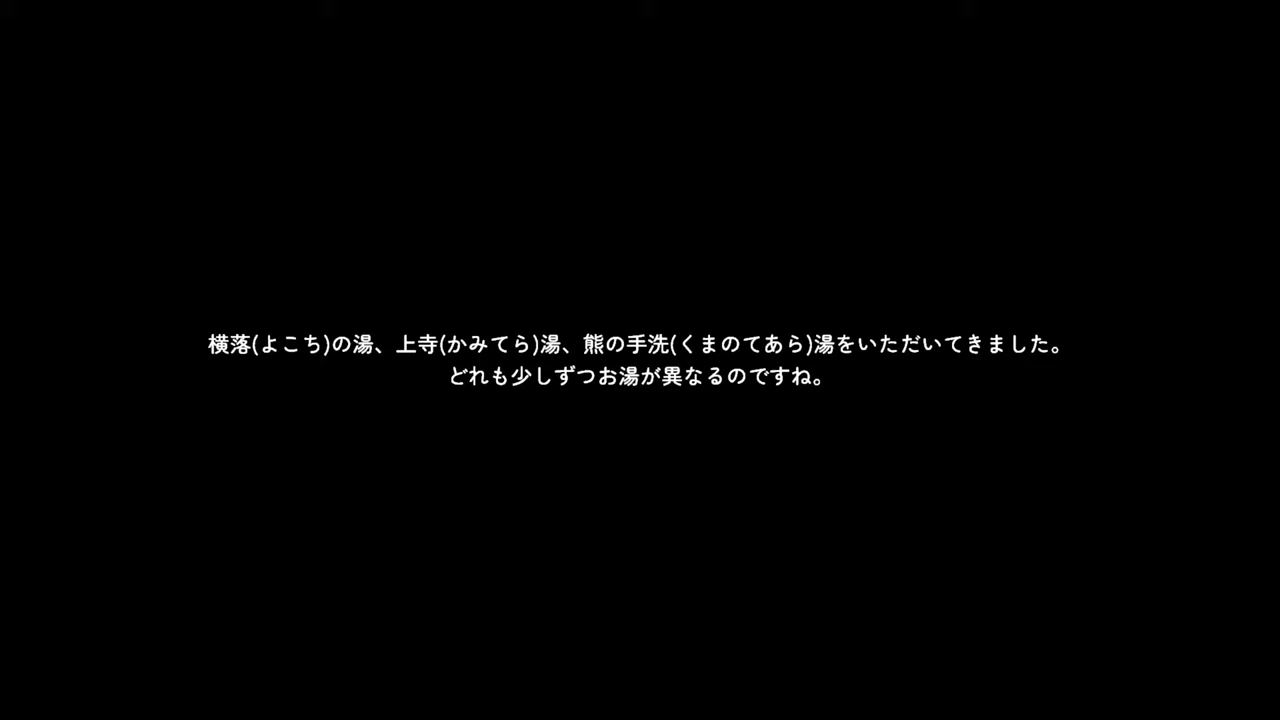 横落(よこち)の湯、上寺(かみてら)湯、熊の手洗(くまのてあら)湯をいただいてきました。
どれも少しずつお湯が異なるのですね。